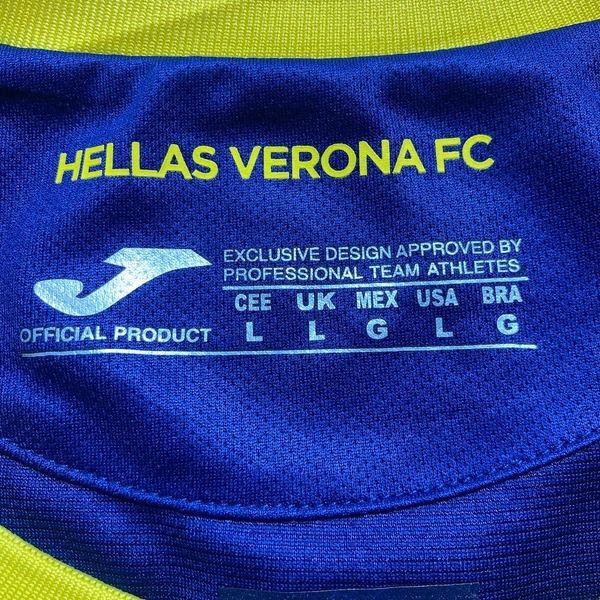 HELLAS VERONA FC
EXCLUSIVE DESIGN APPROVED BY
PROFESSIONAL TEAM ATHLETES
CEE UK MEX USA BRA
L L G L G
OFFICIAL PRODUCT